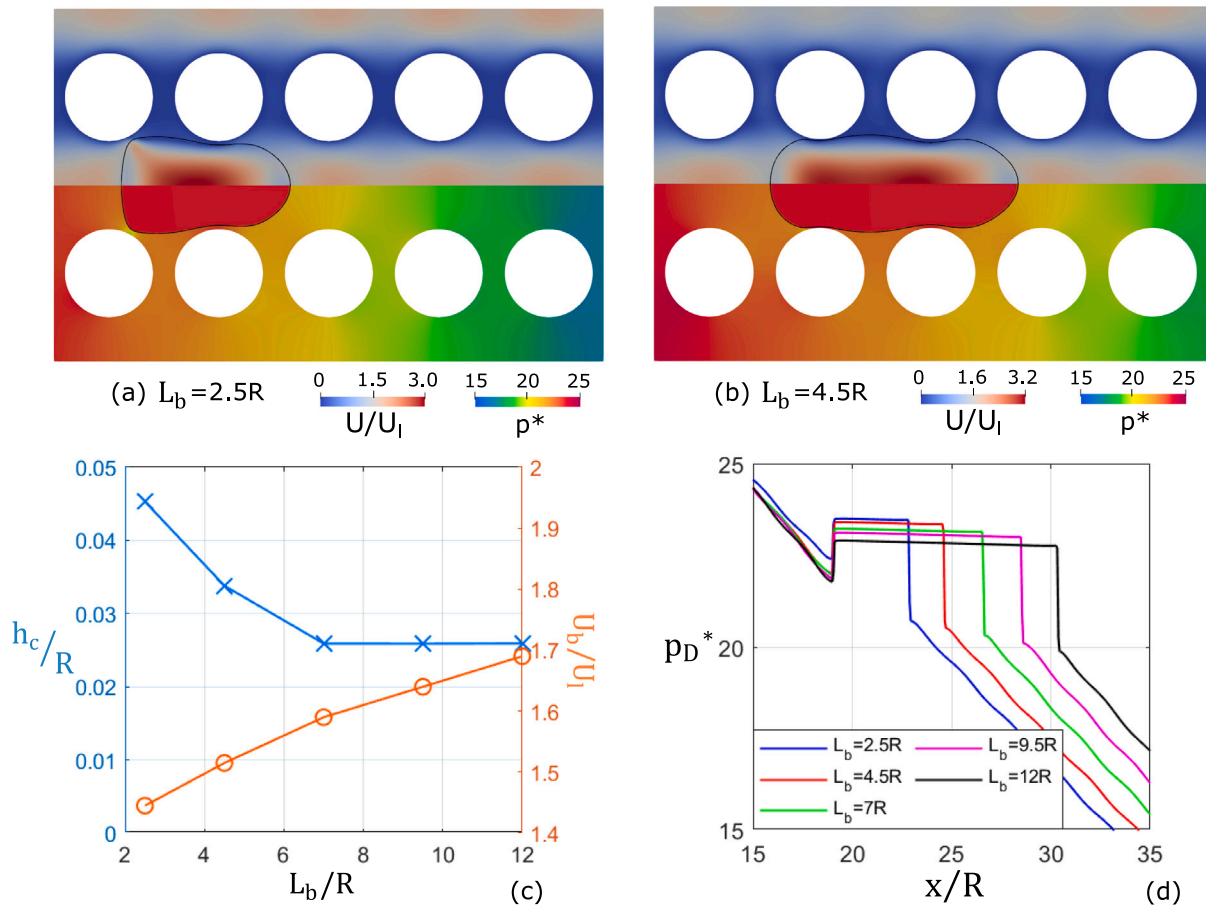 (a) L_b=2.5R
0 1.5 3.0
U/U_l
15 20 25
p*
(b) L_b=4.5R
0 1.6 3.2
U/U_l
15 20 25
p*
0.05
0.04
0.03
0.02
0.01
0
h_c/R
2 4 6 8 10 12
L_b/R
2
1.9
1.8
1.7
1.6
1.5
1.4
U_b/U_l
(c)
25
20
15
p_D*
L_b=2.5R
L_b=4.5R
L_b=7R
L_b=9.5R
L_b=12R
15 20 25 30 35
x/R
(d)